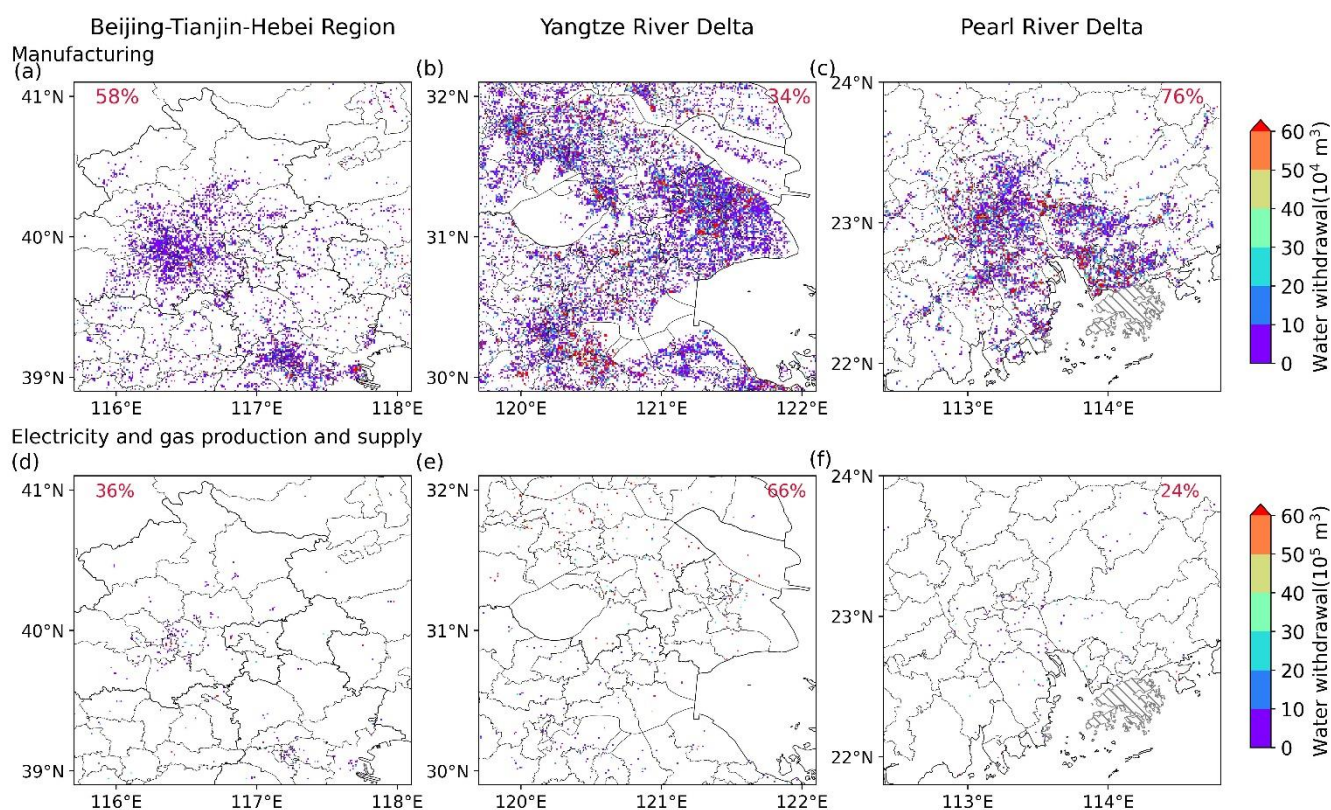 Beijing-Tianjin-Hebei Region Yangtze River Delta Pearl River Delta
Manufacturing
(a) (b) (c)
58% 34% 76%
41°N 40°N 39°N
116°E 117°E 118°E
32°N 31°N 30°N
120°E 121°E 122°E
24°N 23°N 22°N
113°E 114°E
60 50 40 30 20 10 0
Water withdrawal(10⁴ m³)
Electricity and gas production and supply
(d) (e) (f)
36% 66% 24%
41°N 40°N 39°N
116°E 117°E 118°E
32°N 31°N 30°N
120°E 121°E 122°E
24°N 23°N 22°N
113°E 114°E
60 50 40 30 20 10 0
Water withdrawal(10⁵ m³)